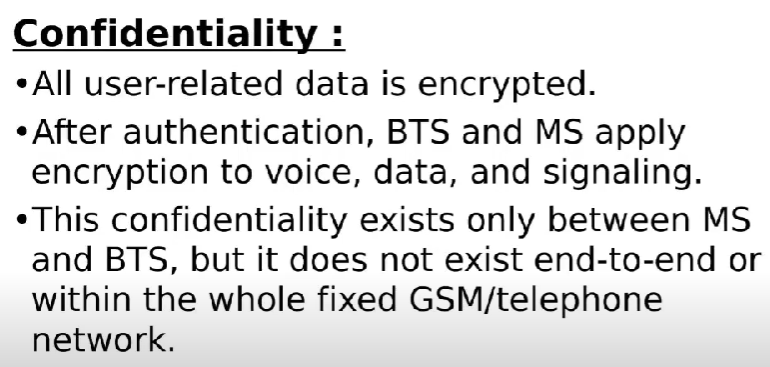 Confidentiality :
•All user-related data is encrypted.
•After authentication, BTS and MS apply
encryption to voice, data, and signaling.
•This confidentiality exists only between MS
and BTS, but it does not exist end-to-end or
within the whole fixed GSM/telephone
network.